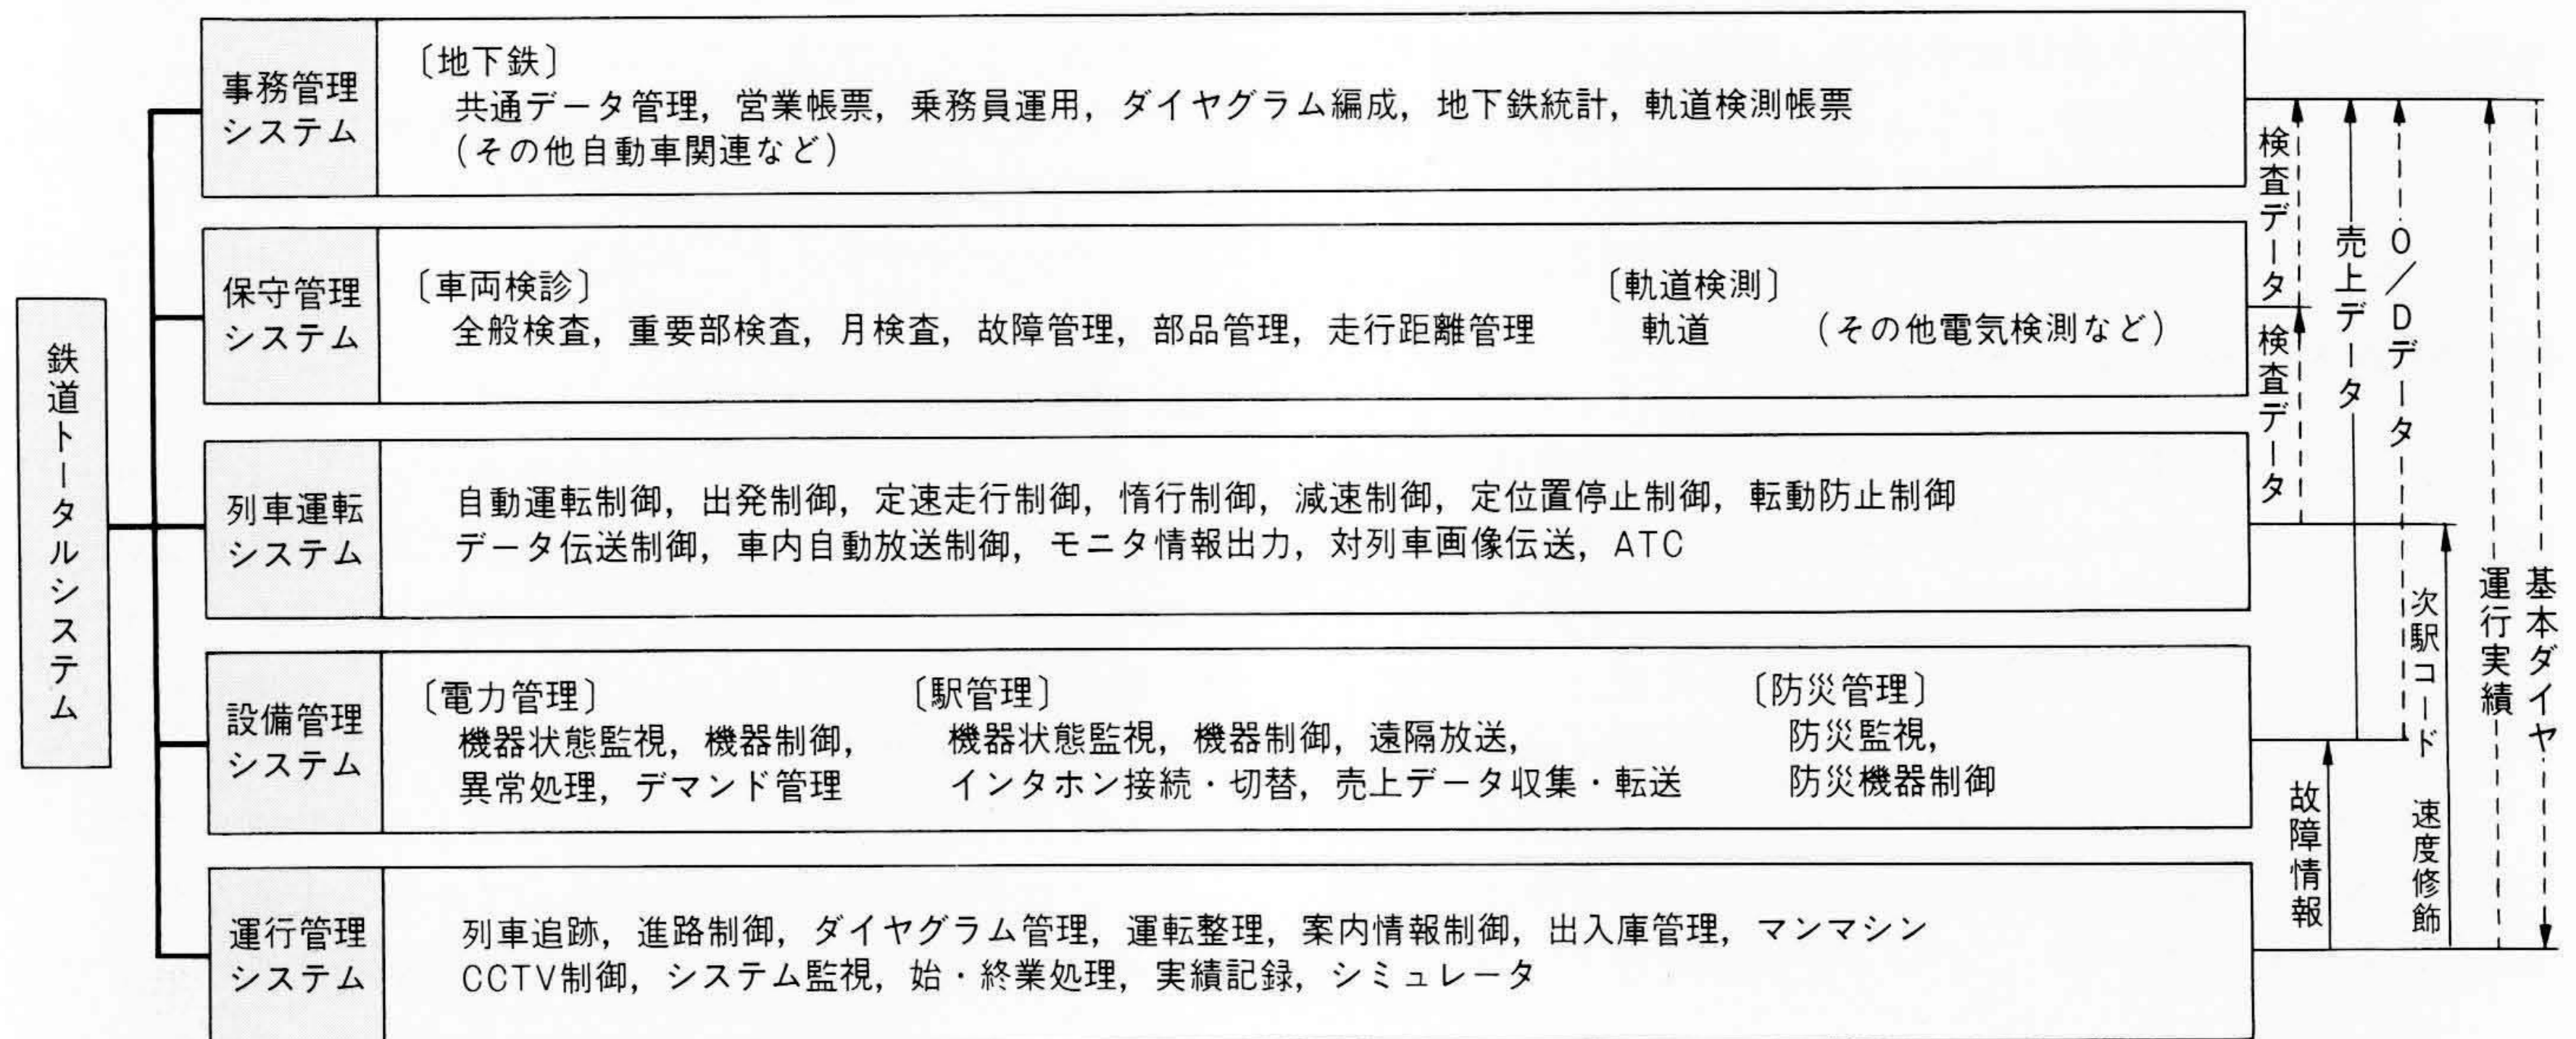 鉄道トータルシステム
事務管理
システム
〔地下鉄〕
共通データ管理，営業帳票，乗務員運用，ダイヤグラム編成，地下鉄統計，軌道検測帳票
(その他自動車関連など)
保守管理
システム
〔車両検診〕
全般検査，重要部検査，月検査，故障管理，部品管理，走行距離管理
〔軌道検測〕
軌道
(その他電気検測など)
列車運転
システム
自動運転制御，出発制御，定速走行制御，惰行制御，減速制御，定位置停止制御，転動防止制御
データ伝送制御，車内自動放送制御，モニタ情報出力，対列車画像伝送，ATC
設備管理
システム
〔電力管理〕
機器状態監視，機器制御，
異常処理，デマンド管理
〔駅管理〕
機器状態監視，機器制御，遠隔放送，
インタホン接続・切替，売上データ収集・転送
〔防災管理〕
防災監視，
防災機器制御
運行管理
システム
列車追跡，進路制御，ダイヤグラム管理，運転整理，案内情報制御，出入庫管理，マンマシン
CCTV制御，システム監視，始・終業処理，実績記録，シミュレータ
検査データ
検査データ
売上データ
O／Dデータ
故障情報
次駅コード
速度修飾
運行実績
基本ダイヤ